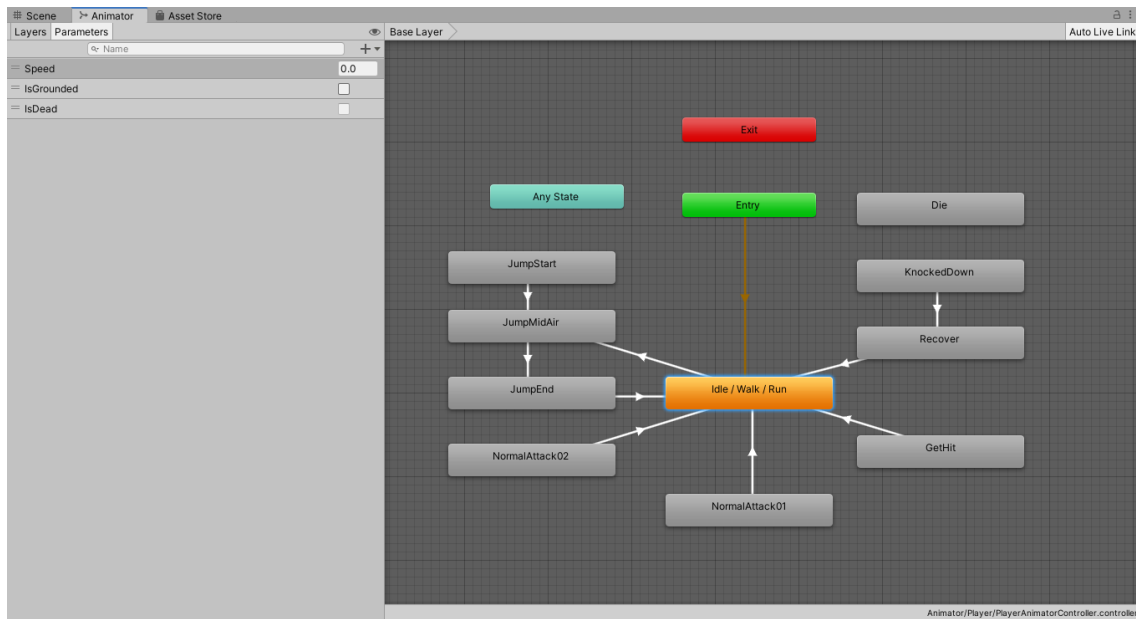 Scene Animator Asset Store
Layers Parameters
Base Layer
Auto Live Link
Name
Speed 0.0
IsGrounded
IsDead
Exit
Any State
Entry
Die
JumpStart
KnockedDown
JumpMidAir
Recover
JumpEnd
Idle / Walk / Run
NormalAttack02
GetHit
NormalAttack01
Animator/Player/PlayerAnimatorController.controller